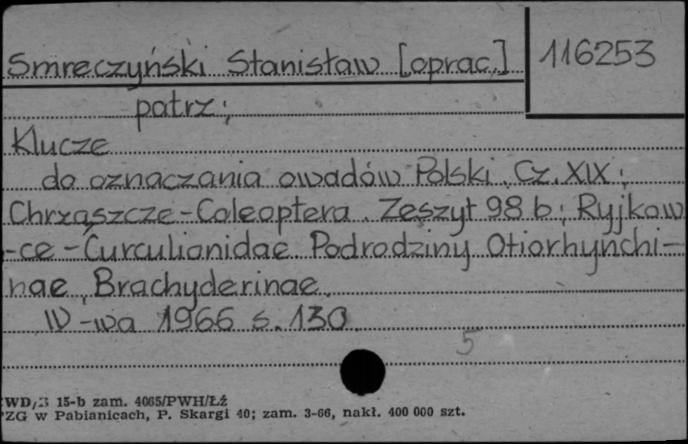 Smreczyński Stanisław [oprac.]
116253
patrz:
Klucze
do oznaczania owadów Polski. Cz. XIX:
Chrząszcze - Coleoptera. Zeszyt 98 b: Ryjkow
-ce - Curculionidae Podrodziny Otiorhynchi-
nae, Brachyderinae.
W-wa 1966 s. 130
5
WD/3 15-b zam. 4065/PWH/Łź
PZG w Pabianicach, P. Skargi 40; zam. 3-66, nakł. 400 000 szt.